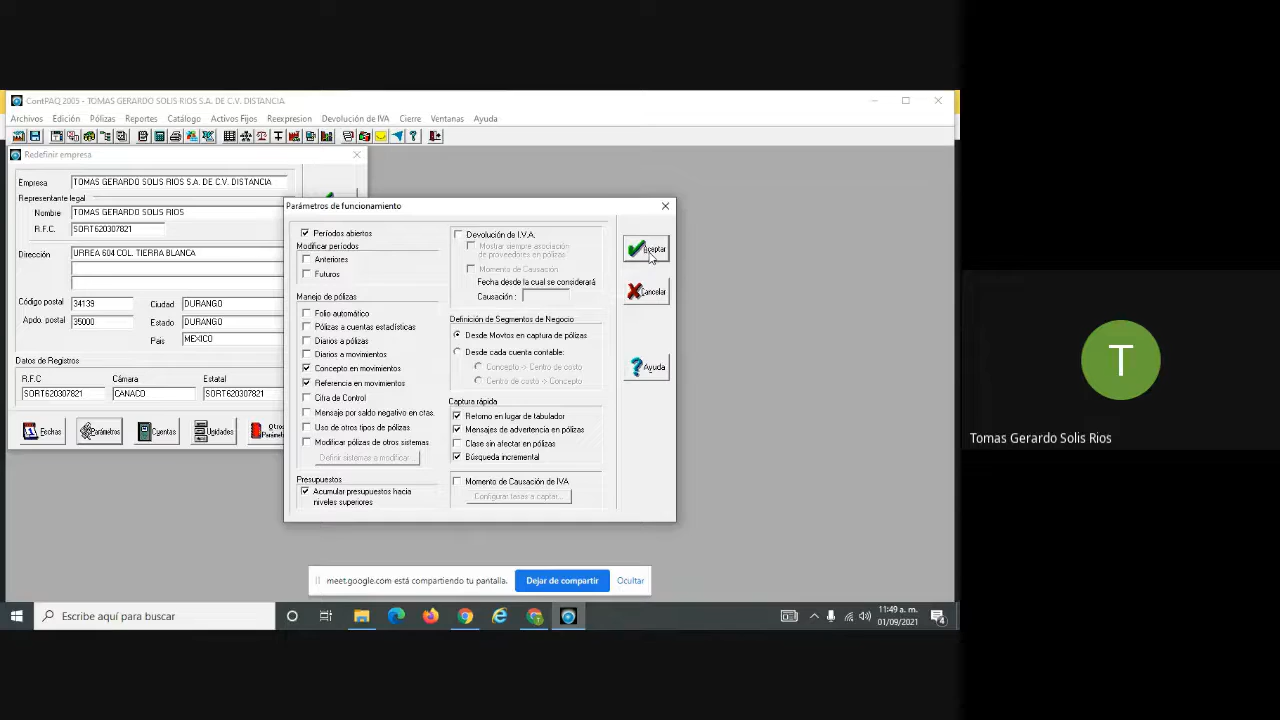 ContPAQ 2005 - TOMAS GERARDO SOLIS RIOS S.A. DE C.V. DISTANCIA
Archivos Edición Pólizas Reportes Catálogo Activos Fijos Reexpresion Devolución de IVA Cierre Ventanas Ayuda
Redefinir empresa
Empresa TOMAS GERARDO SOLIS RIOS S.A. DE C.V. DISTANCIA
Representante legal
Nombre TOMAS GERARDO SOLIS RIOS
R.F.C. SORT620307821
Dirección URREA 604 COL. TIERRA BLANCA
Código postal 34139 Ciudad DURANGO
Apdo. postal 35000 Estado DURANGO
Pais MEXICO
Datos de Registros
R.F.C Cámara Estatal
SORT620307821 CANACO SORT620307821
Fechas Parámetros Cuentas Unidades
Parámetros de funcionamiento
Períodos abiertos
Modificar períodos
Anteriores
Futuros
Manejo de pólizas
Folio automático
Pólizas a cuentas estadísticas
Diarios a pólizas
Diarios a movimientos
Concepto en movimientos
Referencia en movimientos
Cifra de Control
Mensaje por saldo negativo en ctas.
Uso de otros tipos de pólizas
Modificar pólizas de otros sistemas
Definir sistemas a modificar...
Presupuestos
Acumular presupuestos hacia
niveles superiores
Devolución de I.V.A.
Mostrar siempre asociación
de proveedores en pólizas
Momento de Causación
Fecha desde la cual se considerará
Causación :
Definición de Segmentos de Negocio
Desde Movtos en captura de pólizas
Desde cada cuenta contable:
Concepto -> Centro de costo
Centro de costo -> Concepto
Captura rápida
Retorno en lugar de tabulador
Mensajes de advertencia en pólizas
Clase sin afectar en pólizas
Búsqueda incremental
Momento de Causación de IVA
Configurar tasas a captar...
Aceptar
Cancelar
Ayuda
meet.google.com está compartiendo tu pantalla. Dejar de compartir Ocultar
Escribe aquí para buscar
11:49 a. m.
01/09/2021
4
T
Tomas Gerardo Solis Rios